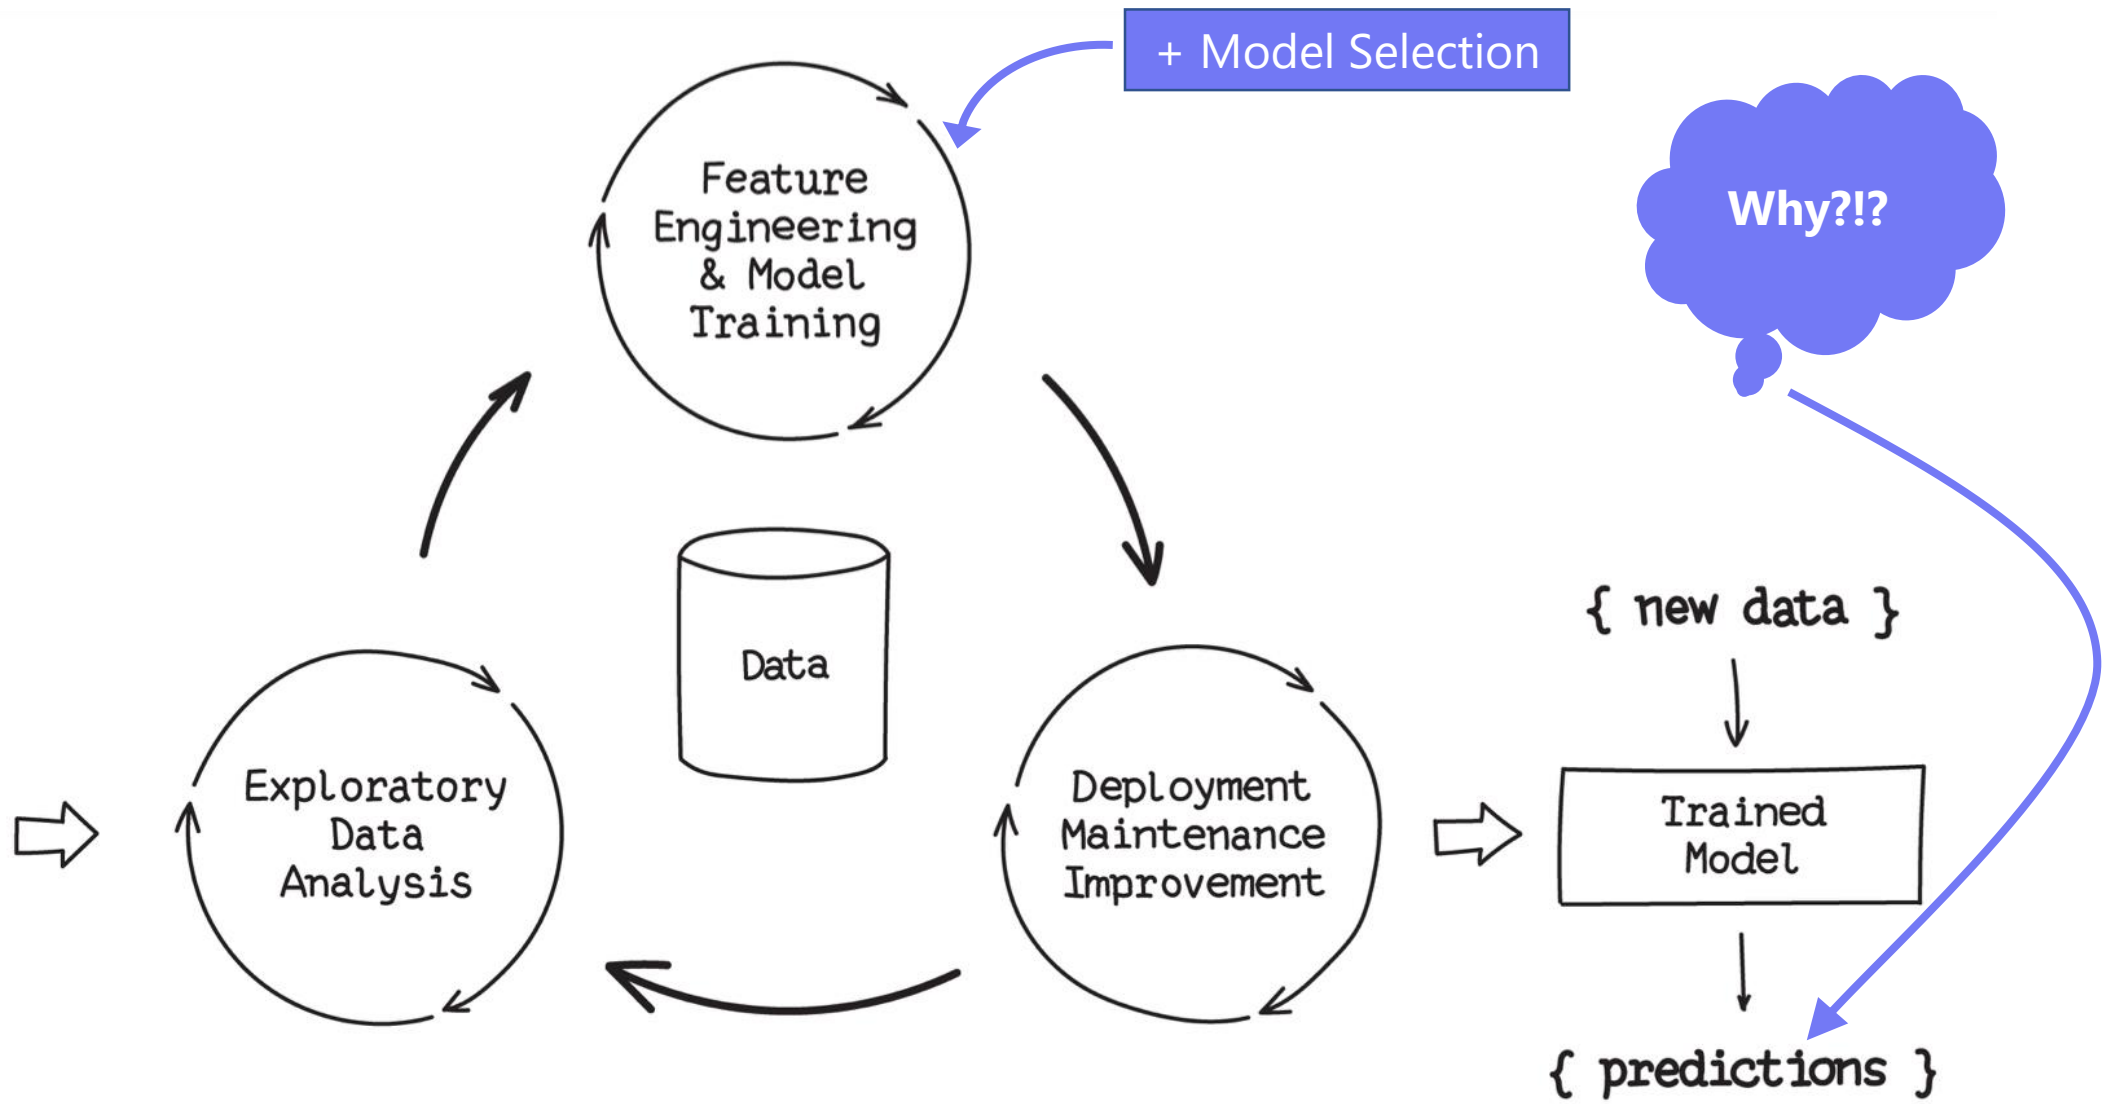 + Model Selection
Why?!?
Feature
Engineering
& Model
Training
Data
{ new data }
Exploratory
Data
Analysis
Deployment
Maintenance
Improvement
Trained
Model
{ predictions }